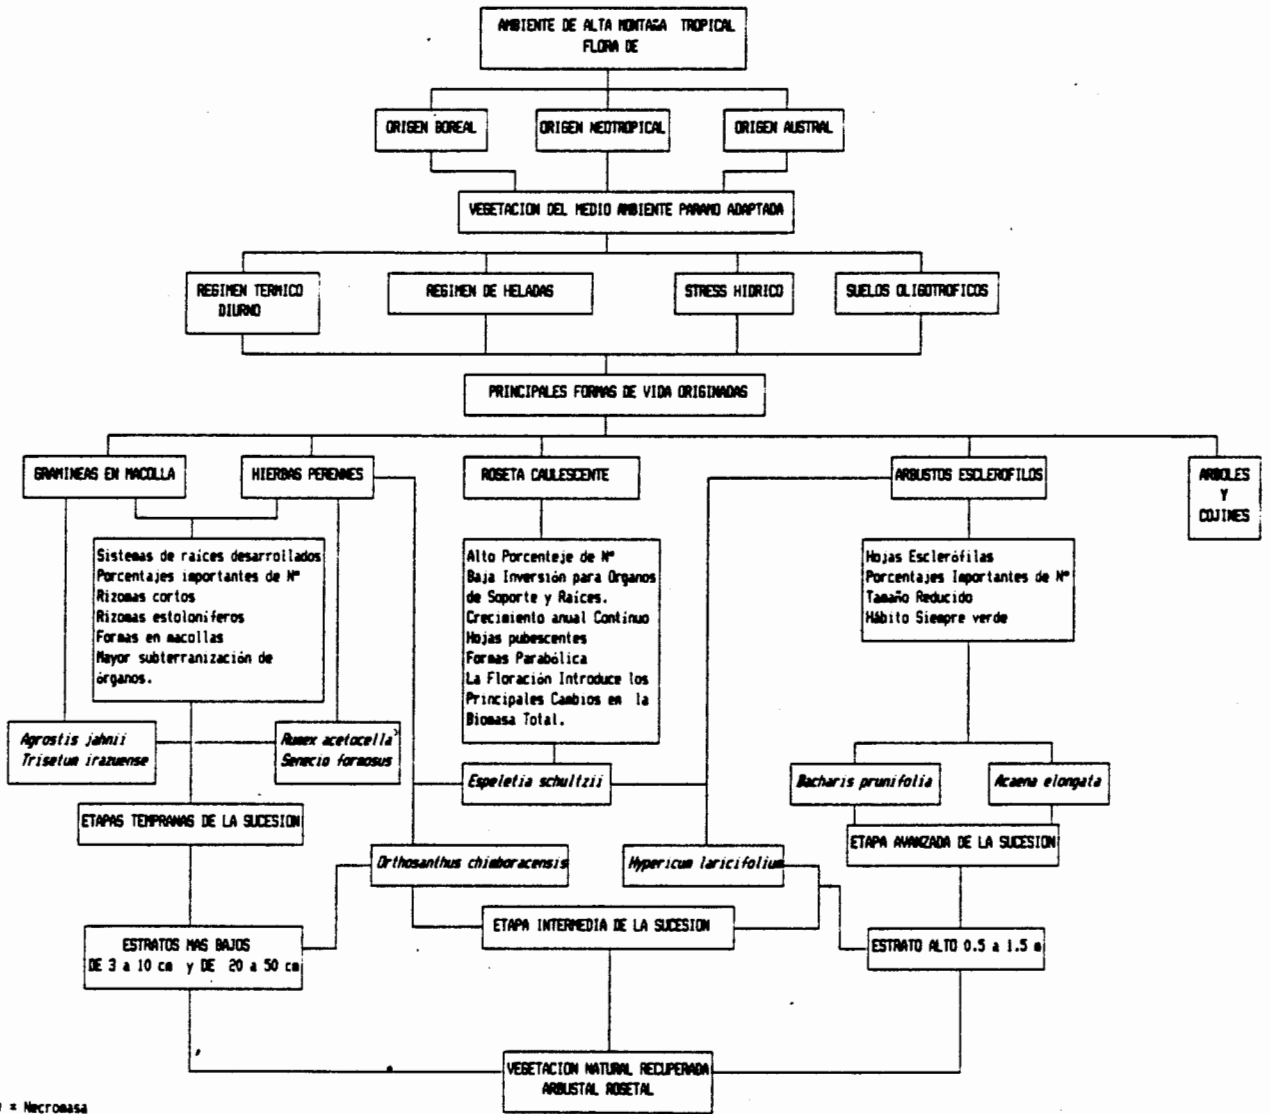 AMBIENTE DE ALTA MONTAÑA TROPICAL
FLORA DE
ORIGEN BOREAL
ORIGEN NEOTROPICAL
ORIGEN AUSTRAL
VEGETACION DEL MEDIO AMBIENTE PARAMO ADAPTADA
REGIMEN TERMICO
DIURNO
REGIMEN DE HELADAS
STRESS HIDRICO
SUELOS OLIGOTROFICOS
PRINCIPALES FORMAS DE VIDA ORIGINADAS
GRAMINEAS EN MACOLLA
HIERBAS PERENNES
ROSETA CAULESCENTE
ARBUSTOS ESCLEROFILOS
ARBOLES
Y
COJINES
Sistemas de raíces desarrollados
Porcentajes importantes de Nº
Rizomas cortos
Rizomas estoloníferos
Formas en macollas
Mayor subterranización de
órganos.
Alto Porcenteje de Nº
Baja Inversión para Organos
de Soporte y Raíces.
Crecimiento anual Continuo
Hojas pubescentes
Formas Parabólica
La Floración Introduce los
Principales Cambios en la
Biomasa Total.
Hojas Esclerófilas
Porcentajes Importantes de Nº
Tamaño Reducido
Hábito Siempre verde
Agrostis jahnii
Trisetum irazuense
Rumex acetocella
Senecio formosus
Espeletia schultzii
Bacharis prunifolia
Acaena elongata
ETAPAS TEMPRANAS DE LA SUCESION
ETAPA AVANZADA DE LA SUCESION
Orthosanthus chimboracensis
Hypericum laricifolium
ETAPA INTERMEDIA DE LA SUCESION
ESTRATOS MAS BAJOS
DE 3 a 10 cm y DE 20 a 50 cm
ESTRATO ALTO 0.5 a 1.5 m
VEGETACION NATURAL RECUPERADA
ARBUSTAL ROSETAL
= Necromasa